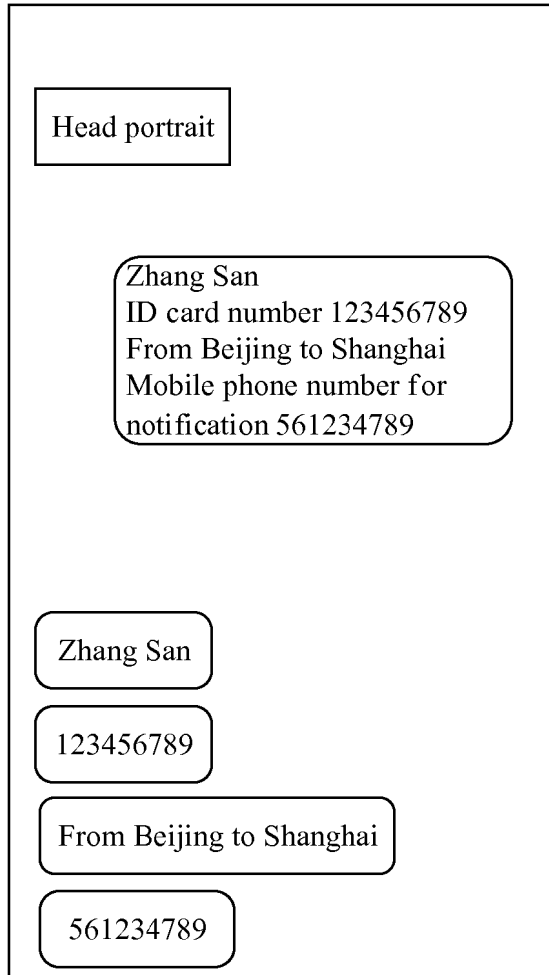 Head portrait
Zhang San
ID card number 123456789
From Beijing to Shanghai
Mobile phone number for
notification 561234789
Zhang San
123456789
From Beijing to Shanghai
561234789